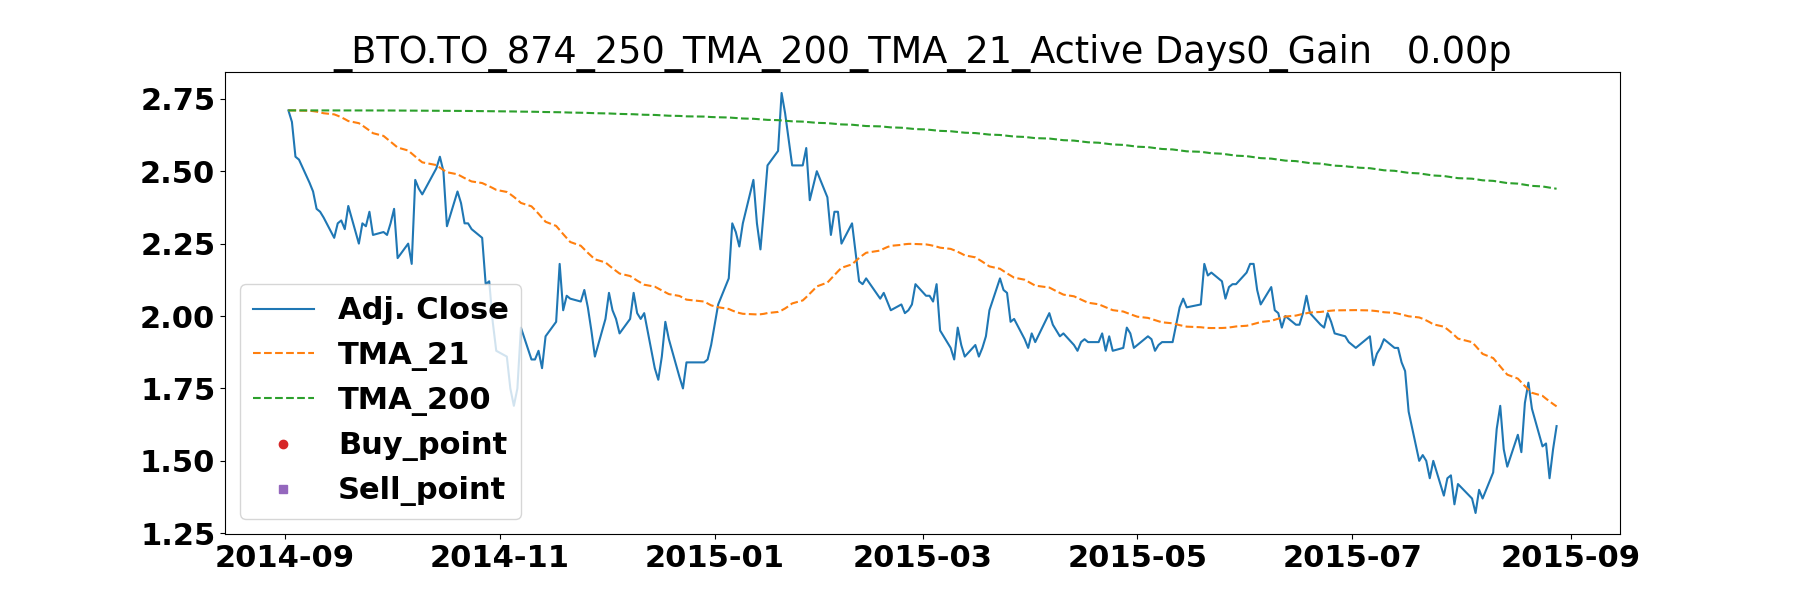 _BTO.TO_874_250_TMA_200_TMA_21_Active Days0_Gain   0.00p
2.75
2.50
2.25
2.00
1.75
1.50
1.25
Adj. Close
TMA_21
TMA_200
Buy_point
Sell_point
2014-09 2014-11 2015-01 2015-03 2015-05 2015-07 2015-09